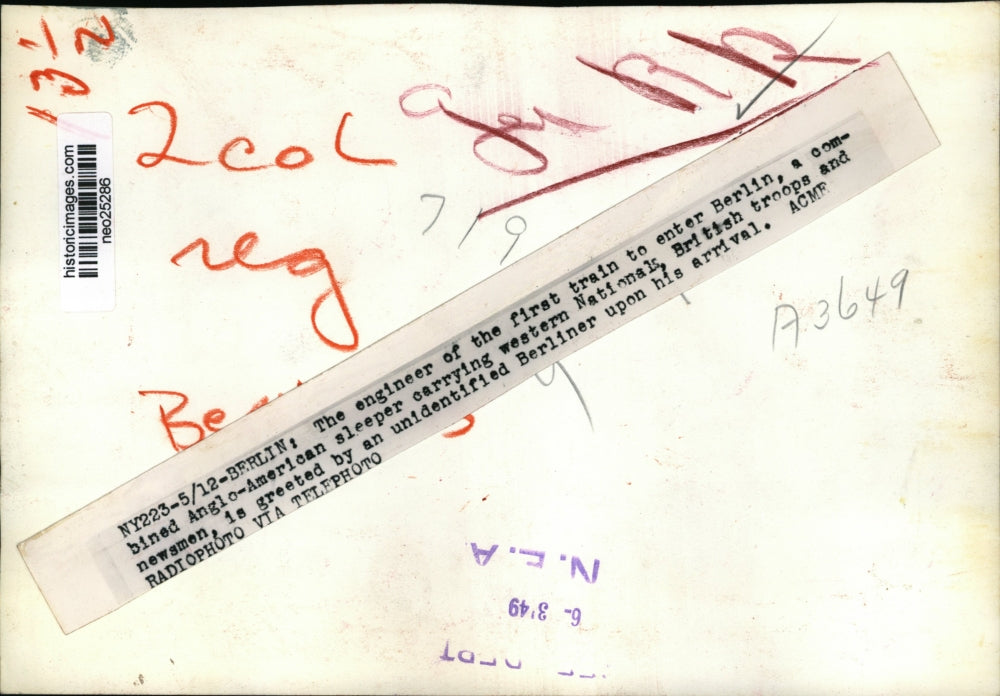 3 1/2
2 col
reg
historicimages.com
neo25286
719
A3649
NY223-5/12-BERLIN: The engineer of the first train to enter Berlin, a com-
bined Anglo-American sleeper carrying western Nationals, British troops and
newsmen, is greeted by an unidentified Berliner upon his arrival. ACME
RADIOPHOTO VIA TELEPHOTO
N.E.A
6- 3'49